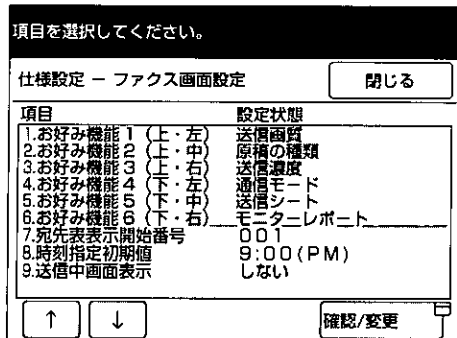 項目を選択してください。
仕様設定 － ファクス画面設定 閉じる
項目 設定状態
1.お好み機能１（上・左） 送信画質
2.お好み機能２（上・中） 原稿の種類
3.お好み機能３（上・右） 送信濃度
4.お好み機能４（下・左） 通信モード
5.お好み機能５（下・中） 送信シート
6.お好み機能６（下・右） モニターレポート
7.宛先表表示開始番号 ００１
8.時刻指定初期値 ９:００(ＰＭ)
9.送信中画面表示 しない
↑ ↓ 確認/変更